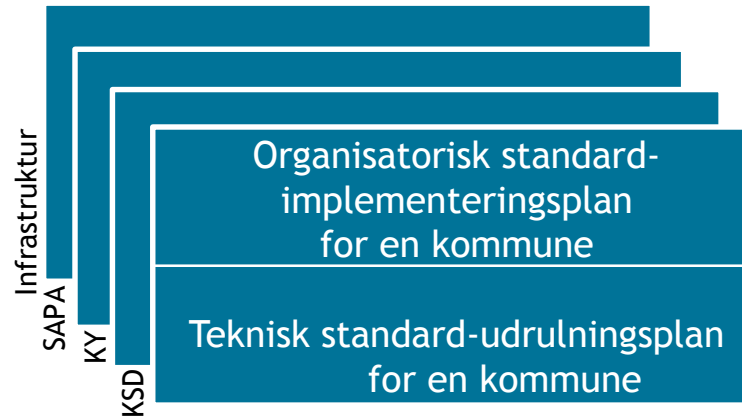 Infrastruktur
SAPA
KY
KSD
Organisatorisk standard-
implementeringsplan
for en kommune
Teknisk standard-udrulningsplan
for en kommune